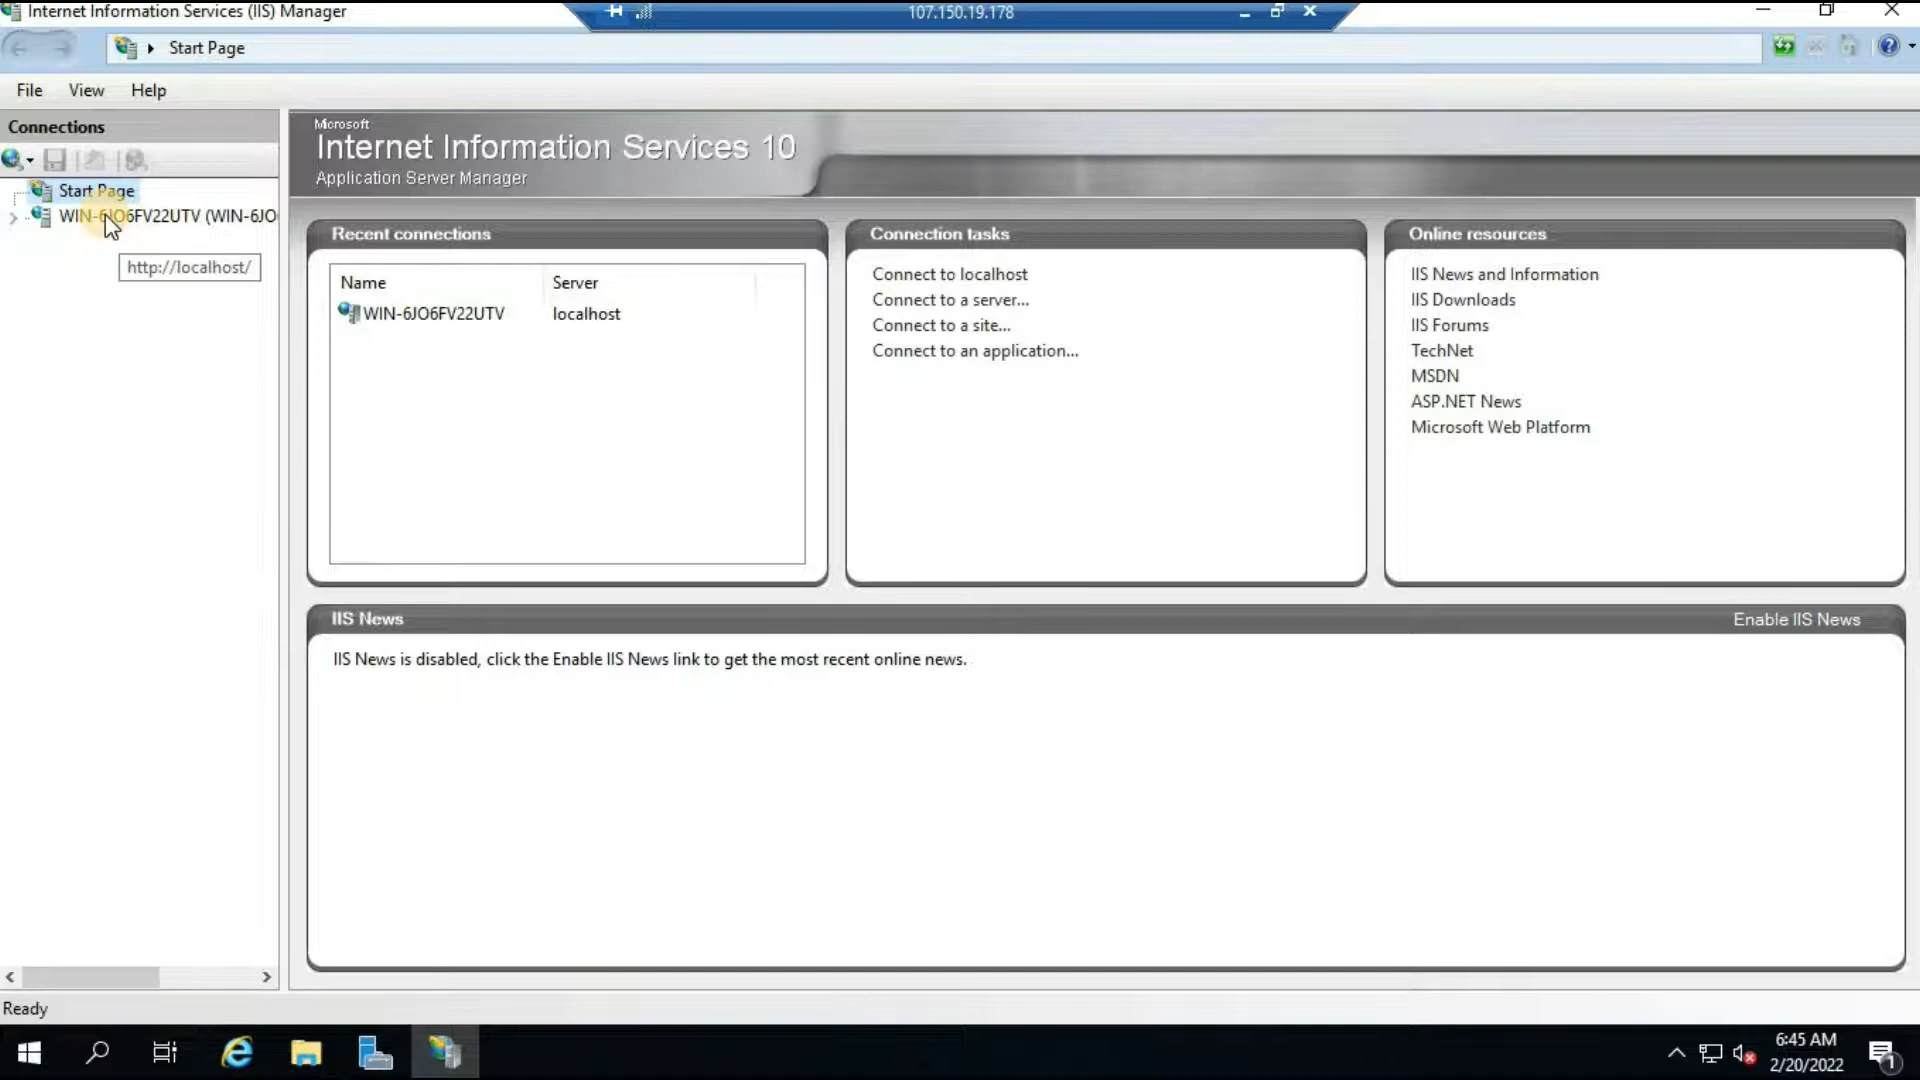 Internet Information Services (IIS) Manager
107.150.19.178
Start Page
File View Help
Connections
Start Page
WIN-6JO6FV22UTV (WIN-6JO
http://localhost/
Microsoft
Internet Information Services 10
Application Server Manager
Recent connections
Name Server
WIN-6JO6FV22UTV localhost
Connection tasks
Connect to localhost
Connect to a server...
Connect to a site...
Connect to an application...
Online resources
IIS News and Information
IIS Downloads
IIS Forums
TechNet
MSDN
ASP.NET News
Microsoft Web Platform
IIS News
Enable IIS News
IIS News is disabled, click the Enable IIS News link to get the most recent online news.
Ready
6:45 AM
2/20/2022
1